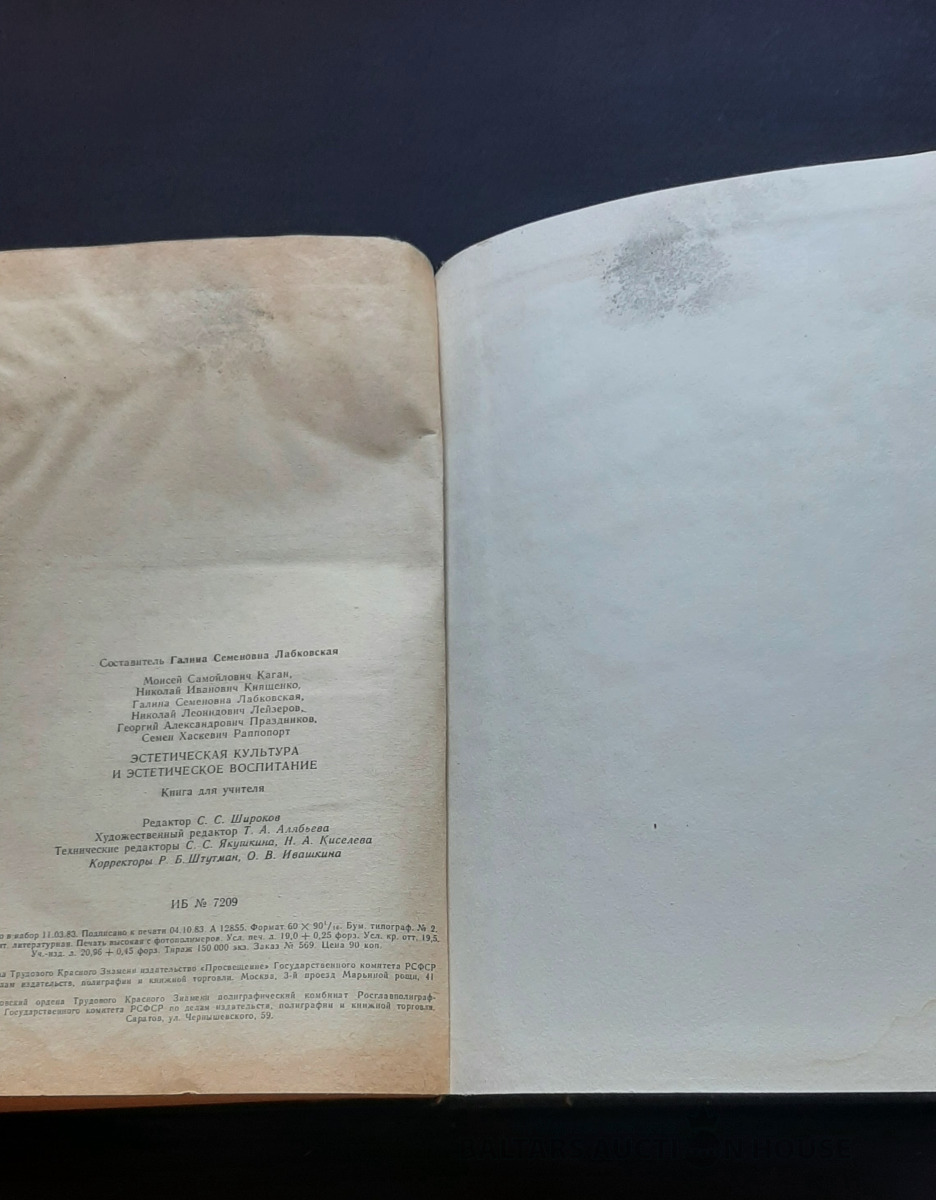 Составитель Галина Семеновна Лабковская
Моисей Самойлович Каган,
Николай Иванович Киященко,
Галина Семеновна Лабковская,
Николай Леонидович Лейзеров,
Георгий Александрович Праздников,
Семен Хаскевич Раппопорт
ЭСТЕТИЧЕСКАЯ КУЛЬТУРА
И ЭСТЕТИЧЕСКОЕ ВОСПИТАНИЕ
Книга для учителя
Редактор С. С. Широков
Художественный редактор Т. А. Алябьева
Технические редакторы С. С. Якушкина, Н. А. Киселева
Корректоры Р. Б. Штутман, О. В. Ивашкина
ИБ № 7209
о в набор 11.03.83. Подписано к печати 04.10.83. А 12855. Формат 60 × 90¹/₁₆. Бум. типограф. № 2.
т. литературная. Печать высокая с фотополимеров. Усл. печ. л. 19,0 + 0,25 форз. Усл. кр. отт. 19,5.
Уч.-изд. л. 20,96 + 0,45 форз. Тираж 150 000 экз. Заказ № 569. Цена 90 коп.
а Трудового Красного Знамени издательство «Просвещение» Государственного комитета РСФСР
лам издательств, полиграфии и книжной торговли. Москва, 3-й проезд Марьиной рощи, 41
овский ордена Трудового Красного Знамени полиграфический комбинат Росглавполиграф-
Государственного комитета РСФСР по делам издательств, полиграфии и книжной торговли.
Саратов, ул. Чернышевского, 59.
BALTARS AUCTION HOUSE